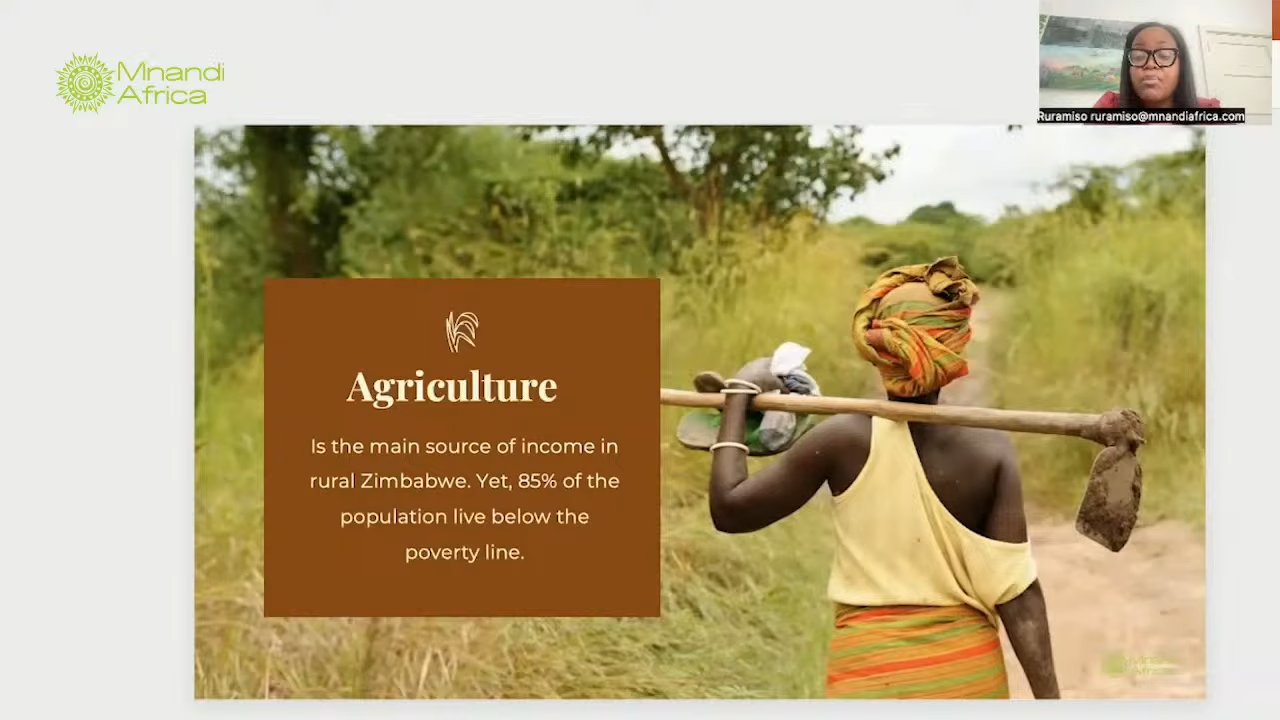 Mnandi
Africa
Ruramiso ruramiso@mnandiafrica.com
Agriculture
Is the main source of income in
rural Zimbabwe. Yet, 85% of the
population live below the
poverty line.